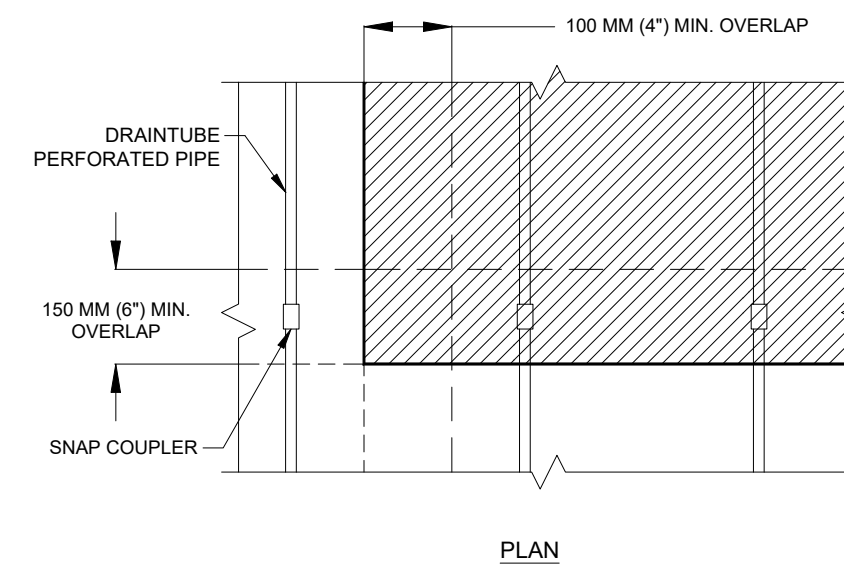 100 MM (4") MIN. OVERLAP
DRAINTUBE
PERFORATED PIPE
150 MM (6") MIN.
OVERLAP
SNAP COUPLER
PLAN